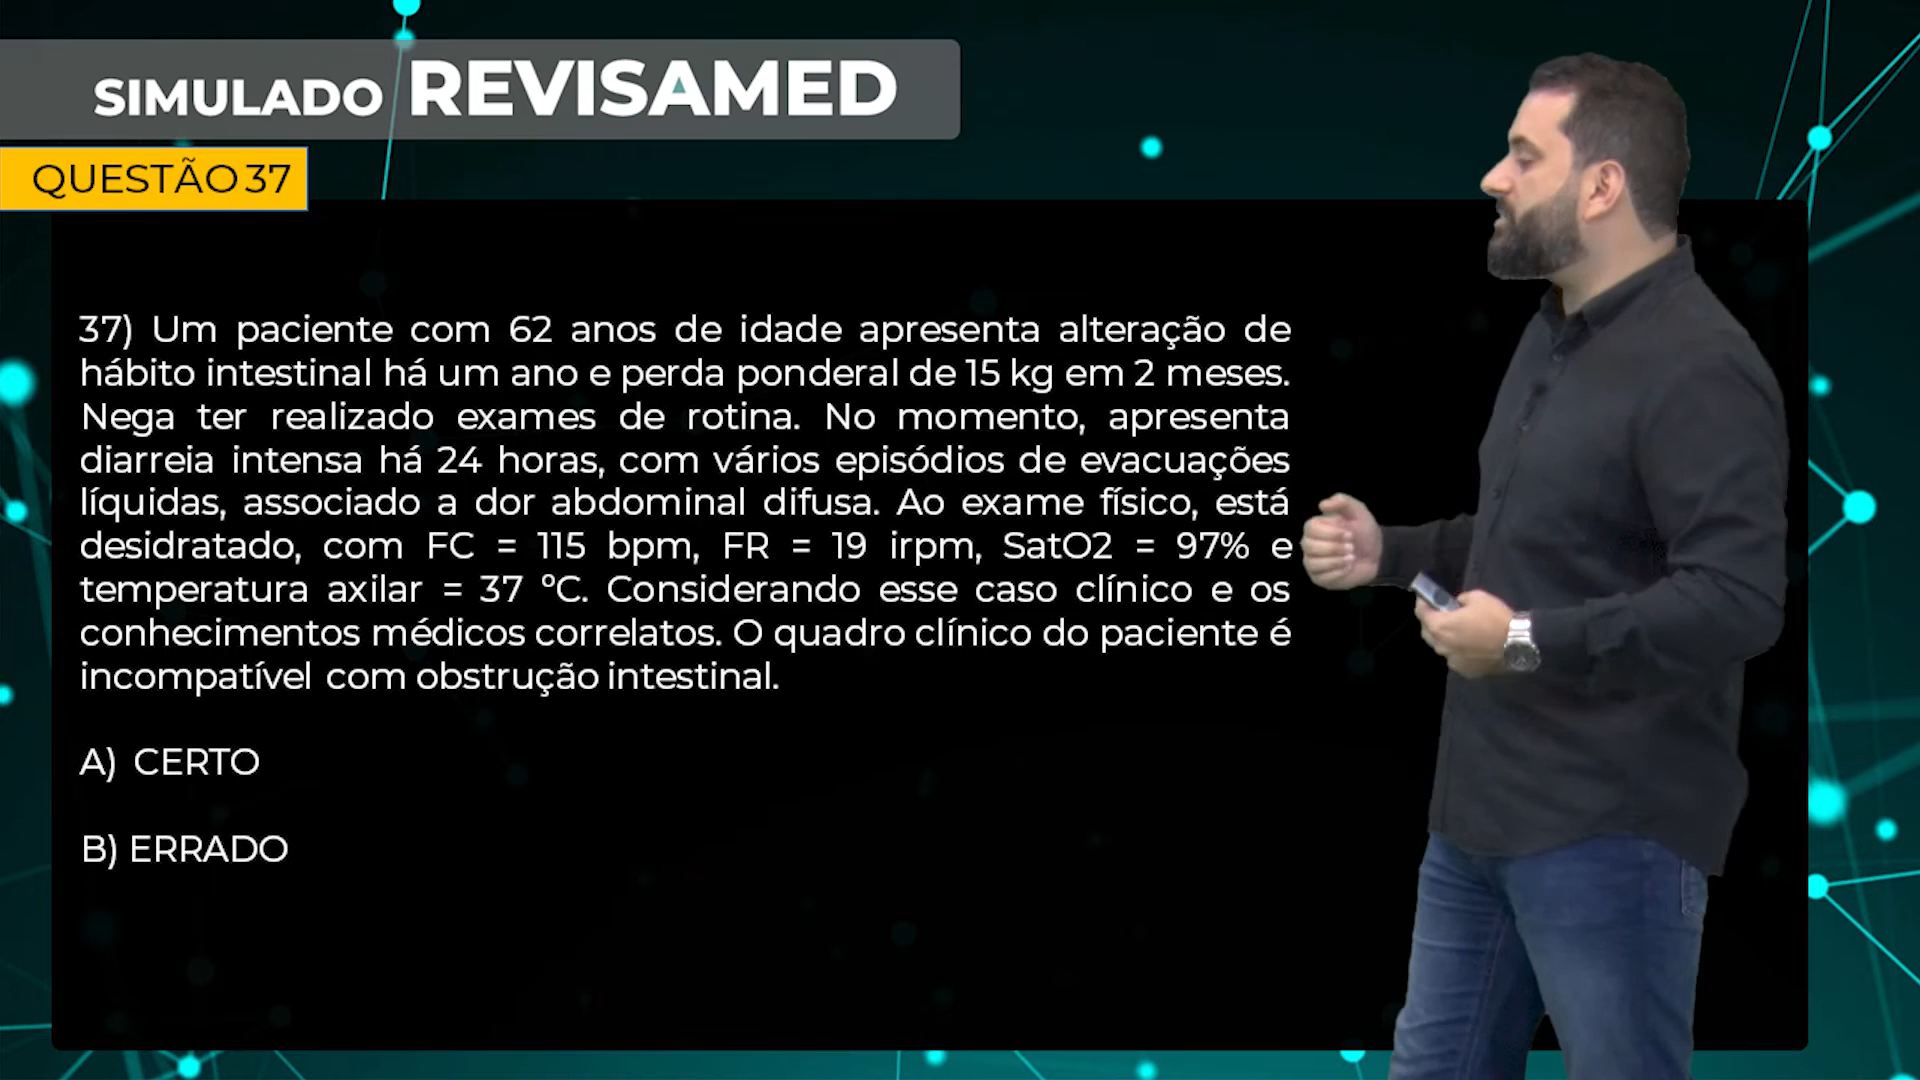 SIMULADO REVISAMED
QUESTÃO 37
37) Um paciente com 62 anos de idade apresenta alteração de
hábito intestinal há um ano e perda ponderal de 15 kg em 2 meses.
Nega ter realizado exames de rotina. No momento, apresenta
diarreia intensa há 24 horas, com vários episódios de evacuações
líquidas, associado a dor abdominal difusa. Ao exame físico, está
desidratado, com FC = 115 bpm, FR = 19 irpm, SatO2 = 97% e
temperatura axilar = 37 ºC. Considerando esse caso clínico e os
conhecimentos médicos correlatos. O quadro clínico do paciente é
incompatível com obstrução intestinal.
A) CERTO
B) ERRADO